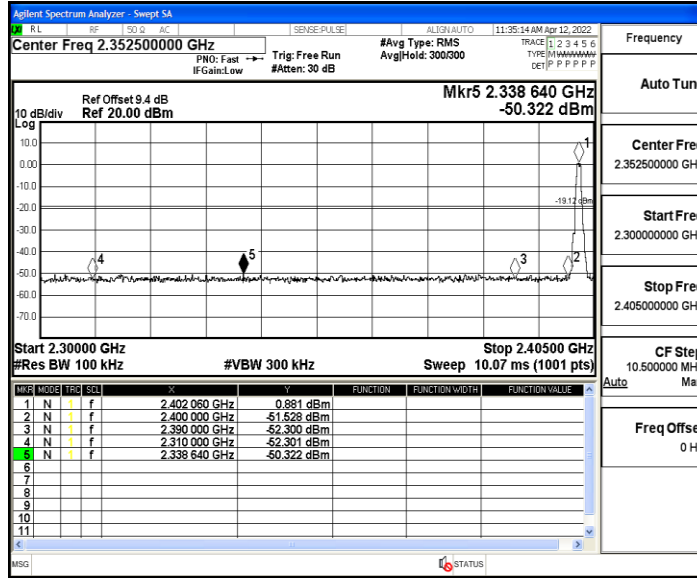 Agilent Spectrum Analyzer - Swept SA
RL RF 50 Ω AC SENSE:PULSE ALIGN AUTO 11:35:14 AM Apr 12, 2022
Center Freq 2.352500000 GHz #Avg Type: RMS TRACE 1 2 3 4 5 6
PNO: Fast Trig: Free Run Avg|Hold: 300/300 TYPE MWWWWW
IFGain:Low #Atten: 30 dB DET P P P P P P
Ref Offset 9.4 dB Mkr5 2.338 640 GHz
10 dB/div Ref 20.00 dBm -50.322 dBm
Log
10.0
0.00
-10.0
-20.0
-30.0
-40.0
-50.0
-60.0
-70.0
1
-19.12 dBm
4
5
3
2
Start 2.30000 GHz Stop 2.40500 GHz
#Res BW 100 kHz #VBW 300 kHz Sweep 10.07 ms (1001 pts)
MKR MODE TRC SCL X Y FUNCTION FUNCTION WIDTH FUNCTION VALUE
1 N 1 f 2.402 060 GHz 0.881 dBm
2 N 1 f 2.400 000 GHz -51.528 dBm
3 N 1 f 2.390 000 GHz -52.300 dBm
4 N 1 f 2.310 000 GHz -52.301 dBm
5 N 1 f 2.338 640 GHz -50.322 dBm
6
7
8
9
10
11
MSG STATUS
Frequency
Auto Tun
Center Fre
2.352500000 GH
Start Fre
2.300000000 GH
Stop Fre
2.405000000 GH
CF Step
10.500000 MH
Auto Ma
Freq Offse
0 H